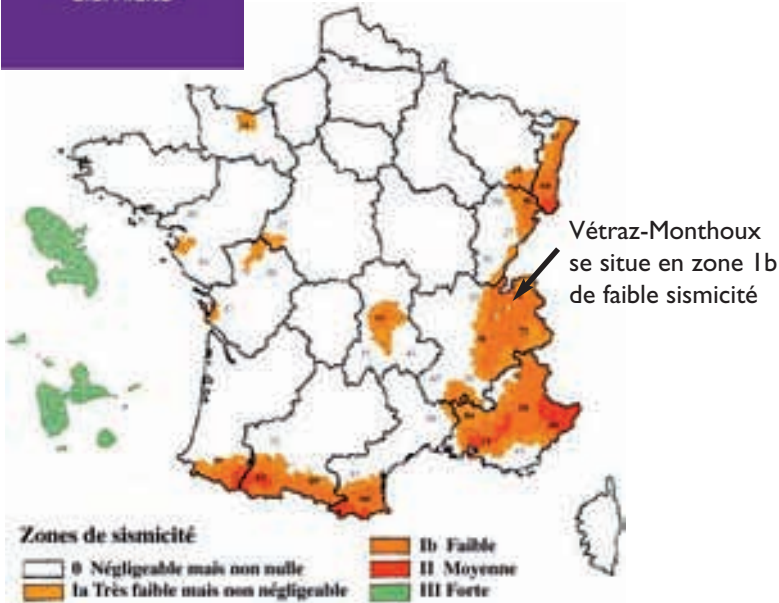 Vétraz-Monthoux
se situe en zone 1b
de faible sismicité
Zones de sismicité
0 Négligeable mais non nulle
Ia Très faible mais non négligeable
Ib Faible
II Moyenne
III Forte